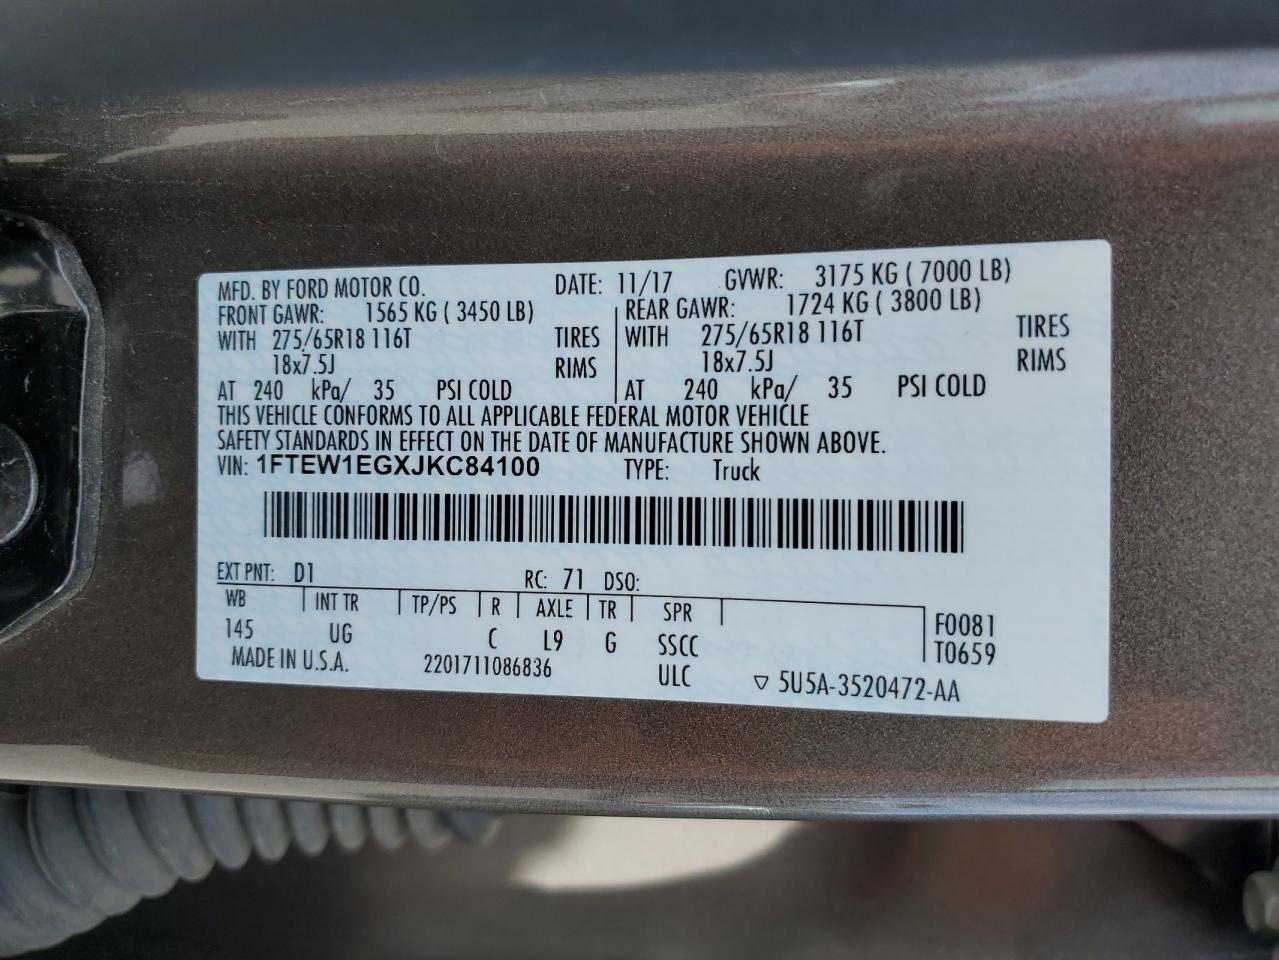 MFD. BY FORD MOTOR CO. DATE: 11/17 GVWR: 3175 KG ( 7000 LB)
FRONT GAWR: 1565 KG ( 3450 LB) REAR GAWR: 1724 KG ( 3800 LB)
WITH 275/65R18 116T TIRES WITH 275/65R18 116T TIRES
18x7.5J RIMS 18x7.5J RIMS
AT 240 kPa/ 35 PSI COLD AT 240 kPa/ 35 PSI COLD
THIS VEHICLE CONFORMS TO ALL APPLICABLE FEDERAL MOTOR VEHICLE
SAFETY STANDARDS IN EFFECT ON THE DATE OF MANUFACTURE SHOWN ABOVE.
VIN: 1FTEW1EGXJKC84100 TYPE: Truck
EXT PNT: D1 RC: 71 DSO:
WB INT TR TP/PS R AXLE TR SPR F0081
145 UG C L9 G SSCC T0659
MADE IN U.S.A. 2201711086836 ULC ▽ 5U5A-3520472-AA